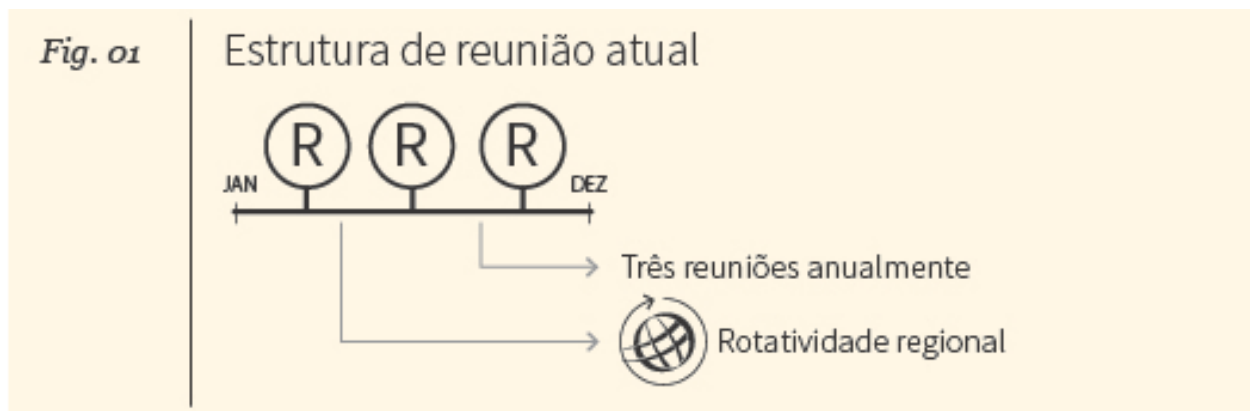 Fig. 01
Estrutura de reunião atual
R R R
JAN DEZ
Três reuniões anualmente
Rotatividade regional